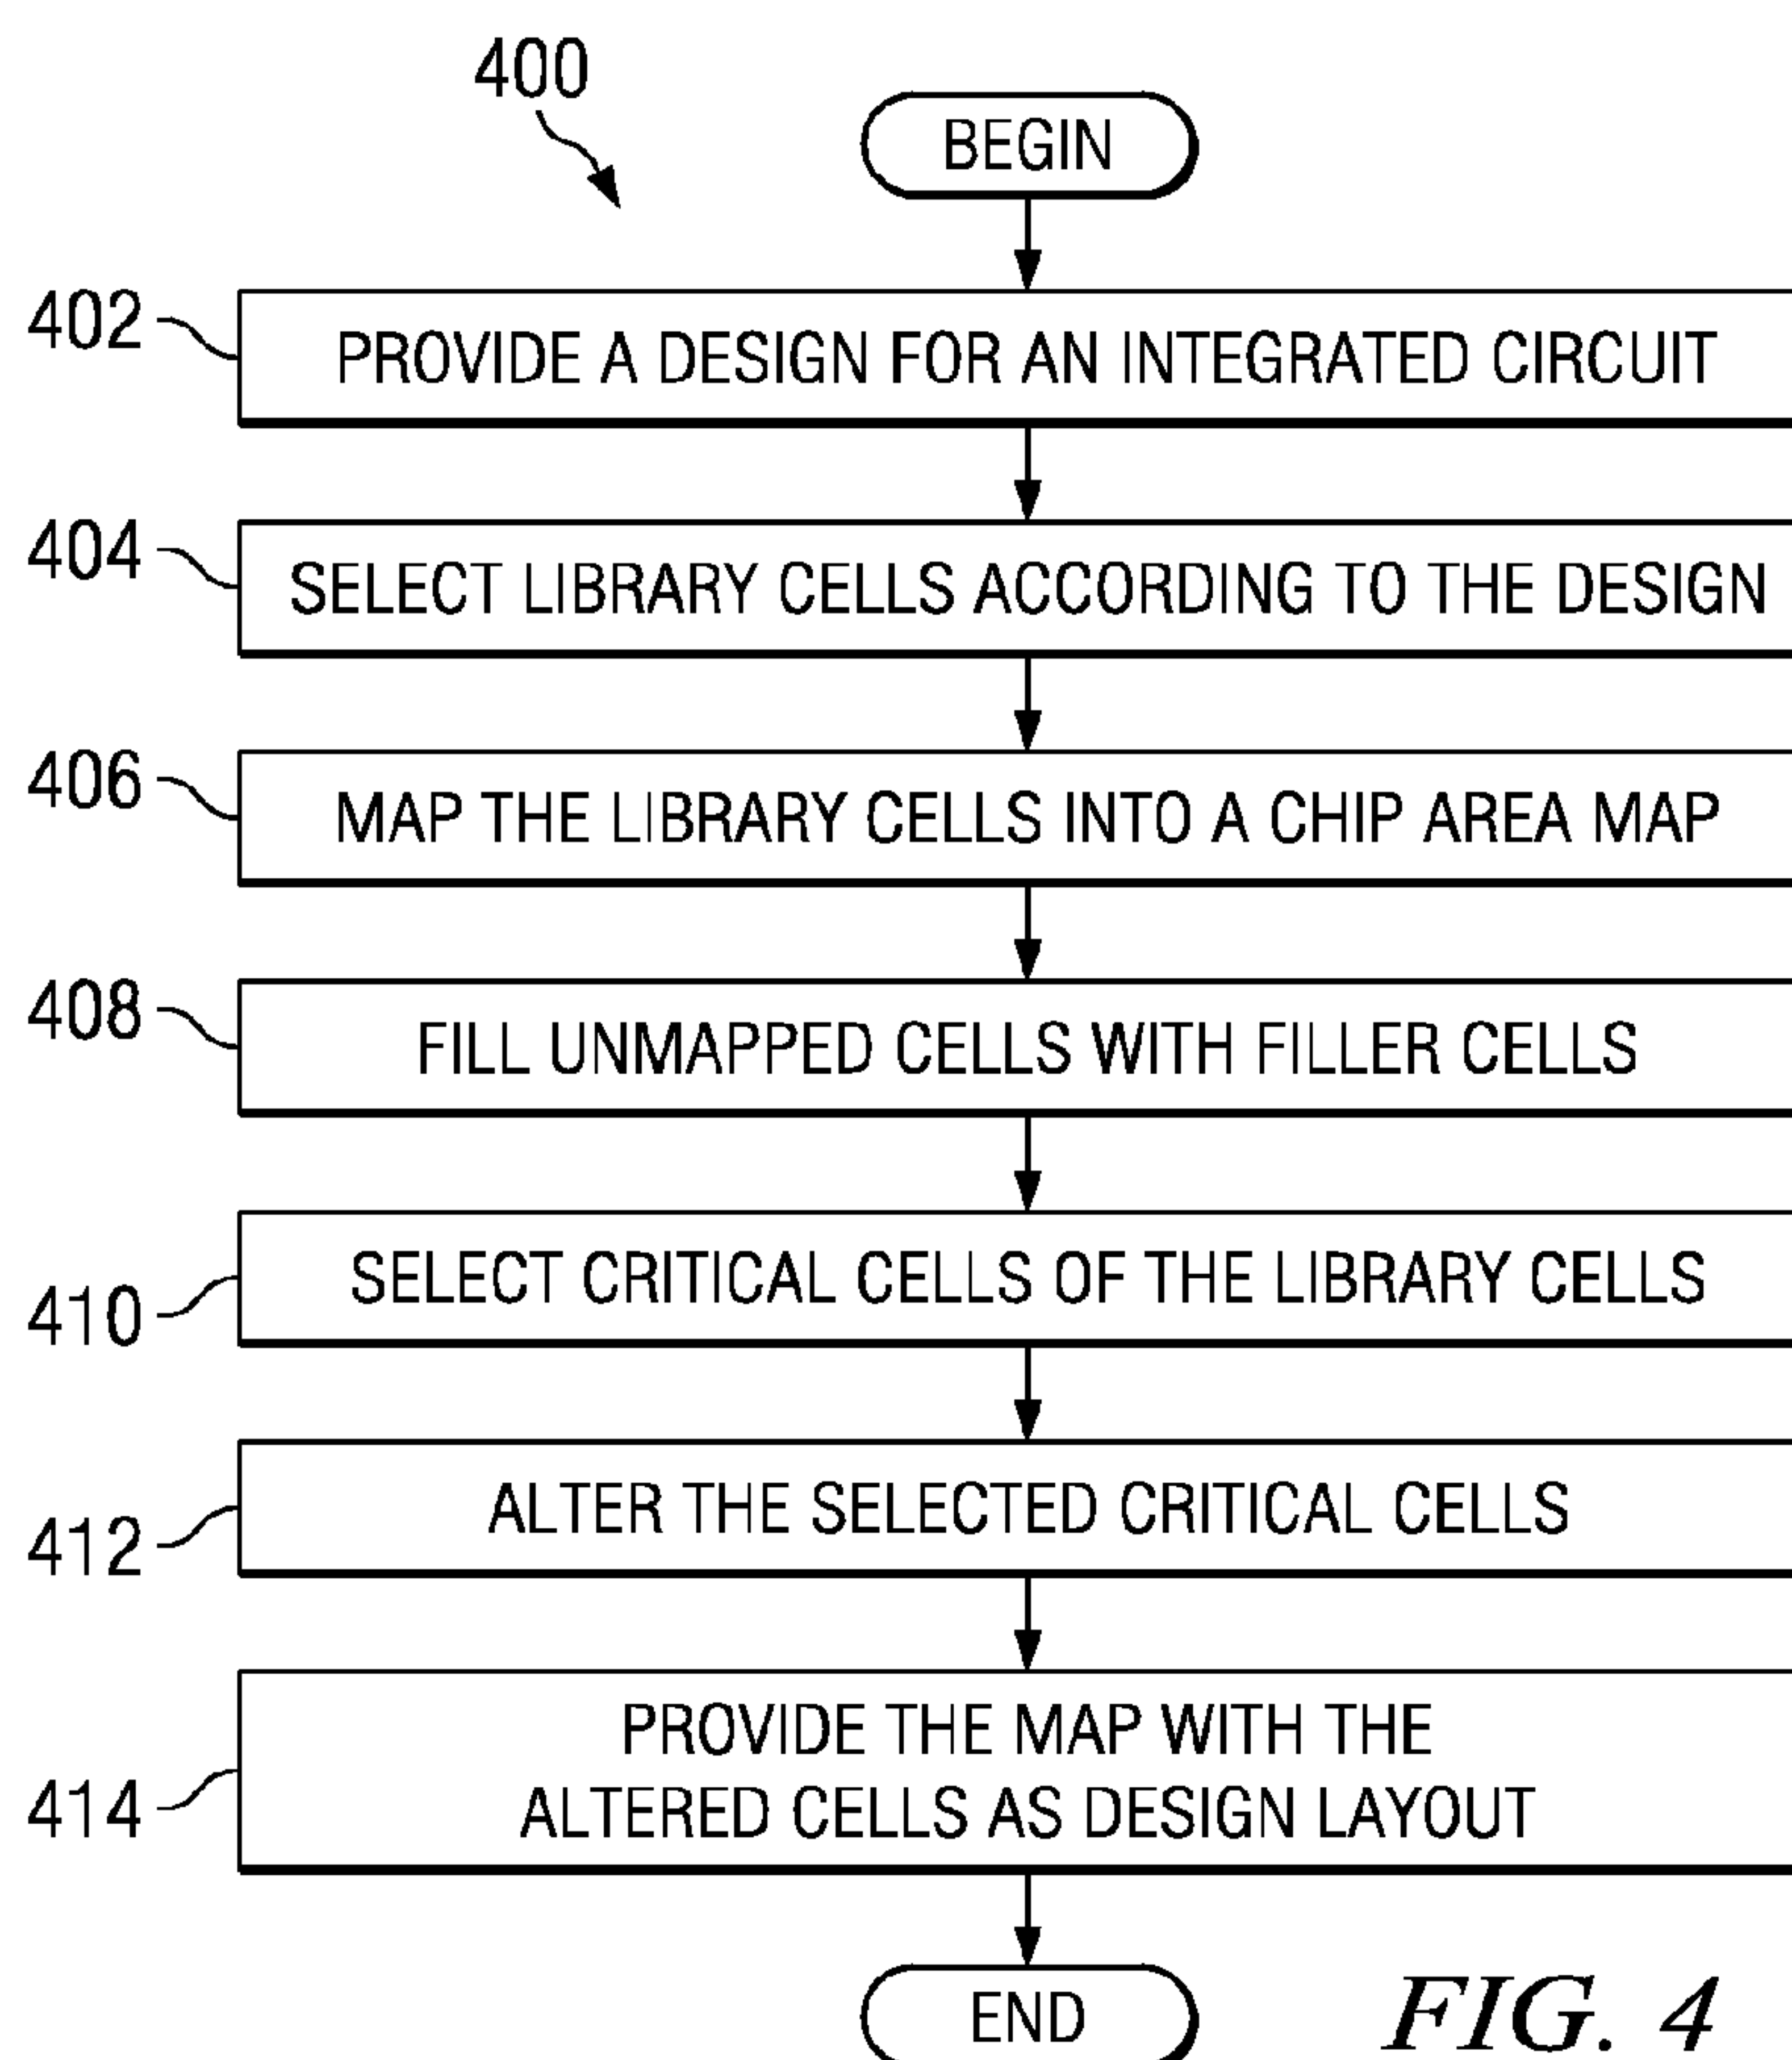 400
BEGIN
402
PROVIDE A DESIGN FOR AN INTEGRATED CIRCUIT
404
SELECT LIBRARY CELLS ACCORDING TO THE DESIGN
406
MAP THE LIBRARY CELLS INTO A CHIP AREA MAP
408
FILL UNMAPPED CELLS WITH FILLER CELLS
410
SELECT CRITICAL CELLS OF THE LIBRARY CELLS
412
ALTER THE SELECTED CRITICAL CELLS
414
PROVIDE THE MAP WITH THE
ALTERED CELLS AS DESIGN LAYOUT
END
FIG. 4